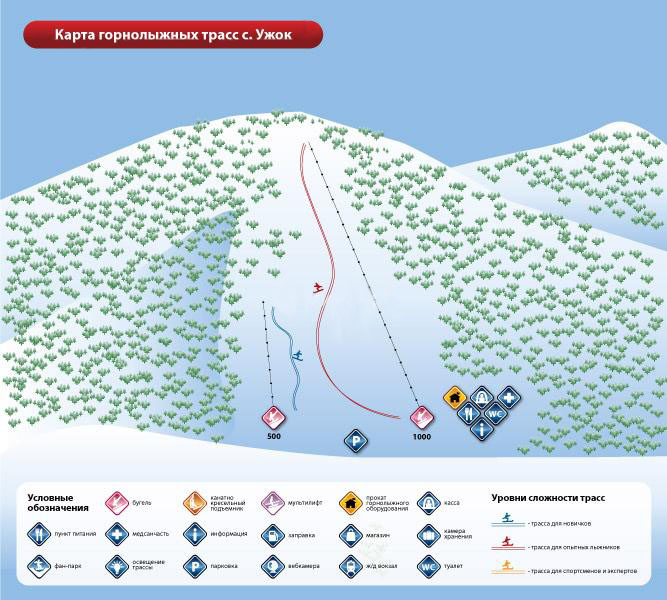 Карта горнолыжных трасс с. Ужок
500
P
1000
WC
i
Условные
обозначения
бугель
канатно
кресельный
подъемник
мультилифт
прокат
горнолыжного
оборудования
касса
пункт питания
медсанчасть
информация
заправка
магазин
камера
хранения
фан-парк
освещение
трассы
P
парковка
вебкамера
ж/д вокзал
WC
туалет
Уровни сложности трасс
- трасса для новичков
- трасса для опытных лыжников
- трасса для спортсменов и экспертов